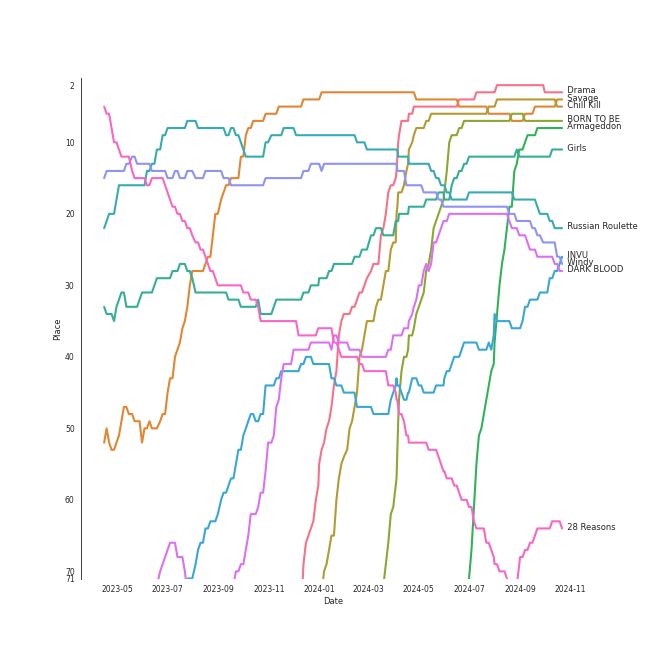 2
Drama
Savage
Chill Kill
BORN TO BE
Armageddon
10
Girls
20
Russian Roulette
INVU
Windy
DARK BLOOD
30
Place
40
50
60
28 Reasons
70
71
2023-05
2023-07
2023-09
2023-11
2024-01
2024-03
2024-05
2024-07
2024-09
2024-11
Date